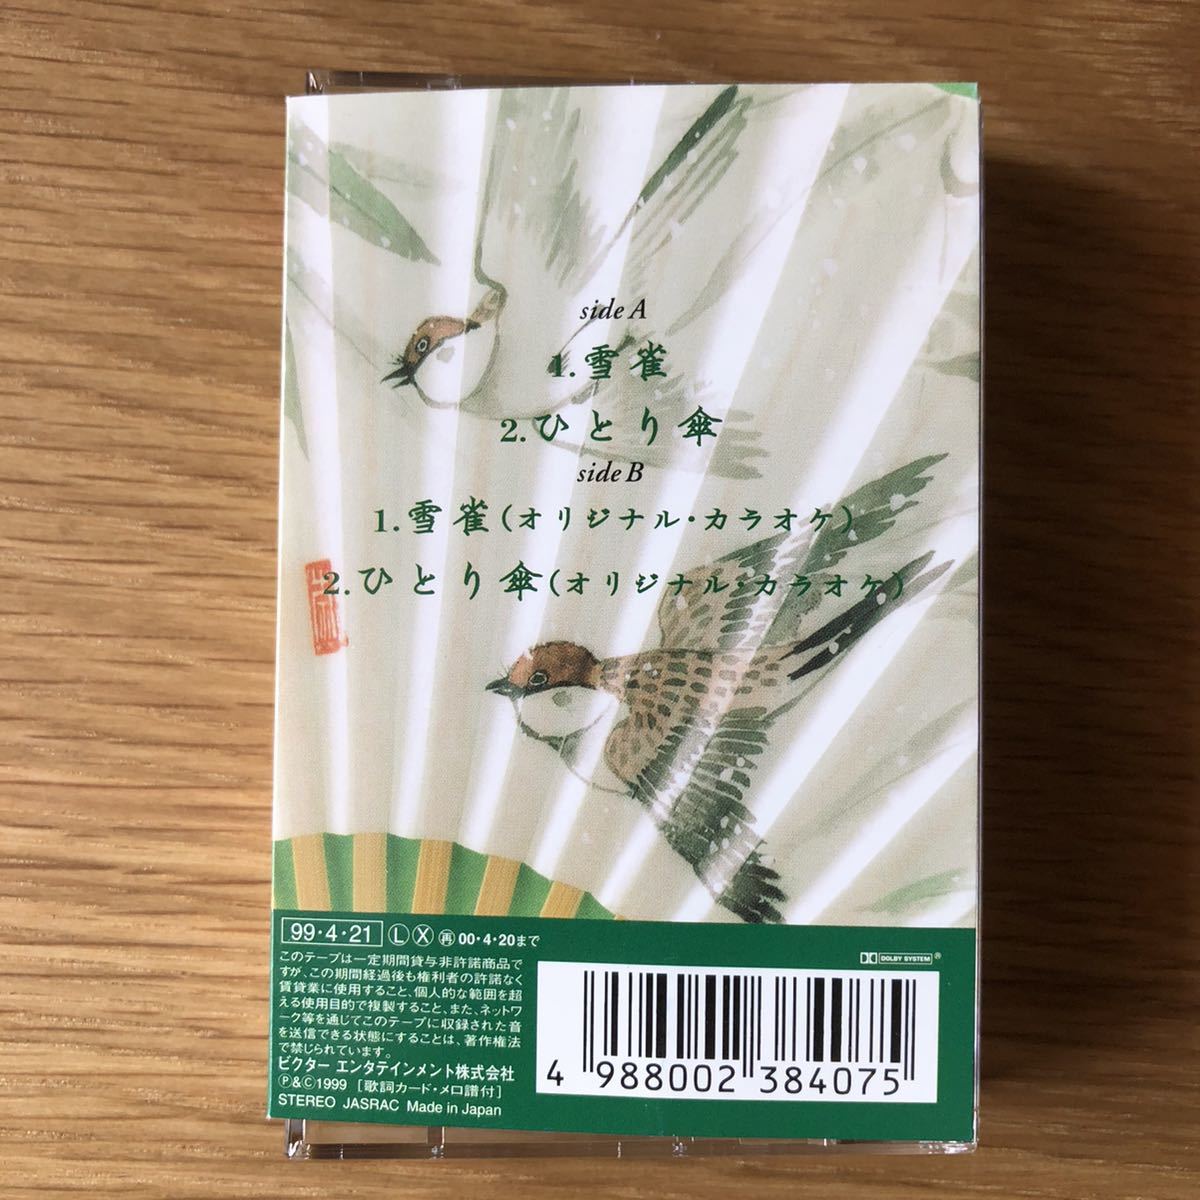 side A
1.雪雀
2.ひとり傘
side B
1.雪雀(オリジナル・カラオケ)
2.ひとり傘(オリジナル・カラオケ)
99・4・21 Ⓛ Ⓧ 再 00・4・20まで
このテープは一定期間貸与非許諾商品で
すが、この期間経過後も権利者の許諾なく
賃貸業に使用すること、個人的な範囲を超
える使用目的で複製すること、また、ネットワ
ーク等を通じてこのテープに収録された音
を送信できる状態にすることは、著作権法
で禁じられています。
ビクター エンタテインメント株式会社
Ⓟ&Ⓒ1999 [歌詞カード・メロ譜付]
STEREO JASRAC Made in Japan
DOLBY SYSTEM®
4 988002 384075